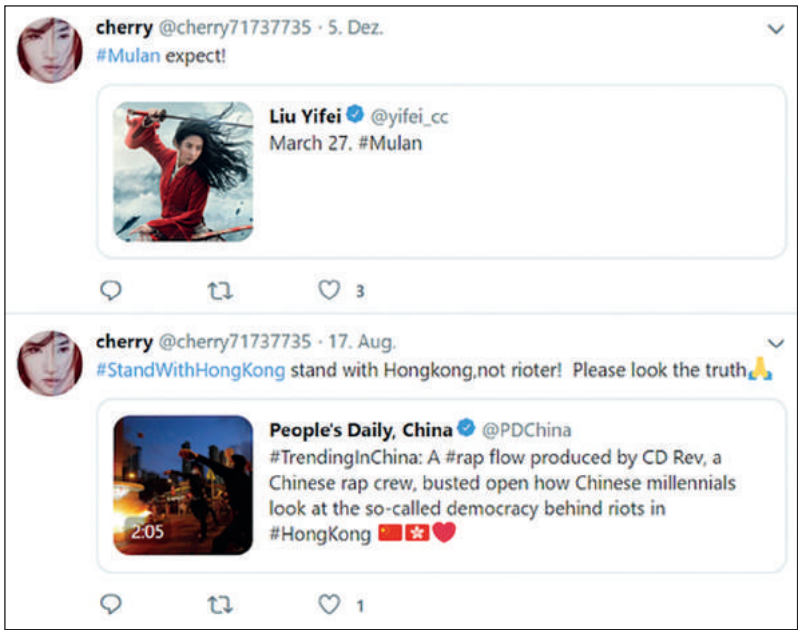 cherry @cherry71737735 · 5. Dez.
#Mulan expect!
Liu Yifei @yifei_cc
March 27. #Mulan
3
cherry @cherry71737735 · 17. Aug.
#StandWithHongKong stand with Hongkong,not rioter! Please look the truth🙏
People's Daily, China @PDChina
#TrendingInChina: A #rap flow produced by CD Rev, a
Chinese rap crew, busted open how Chinese millennials
look at the so-called democracy behind riots in
#HongKong 🇨🇳🇭🇰❤️
2:05
1